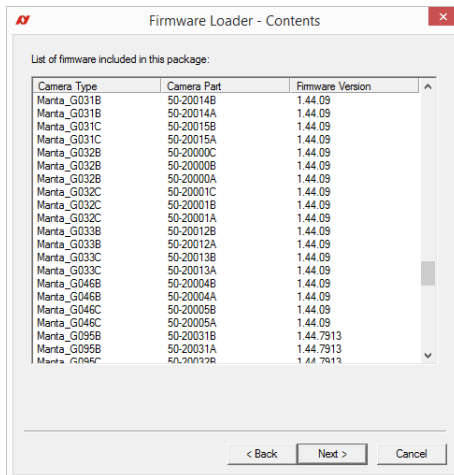 Firmware Loader - Contents
List of firmware included in this package:
Camera Type Camera Part Firmware Version
Manta_G031B 50-20014B 1.44.09
Manta_G031B 50-20014A 1.44.09
Manta_G031C 50-20015B 1.44.09
Manta_G031C 50-20015A 1.44.09
Manta_G032B 50-20000C 1.44.09
Manta_G032B 50-20000B 1.44.09
Manta_G032B 50-20000A 1.44.09
Manta_G032C 50-20001C 1.44.09
Manta_G032C 50-20001B 1.44.09
Manta_G032C 50-20001A 1.44.09
Manta_G033B 50-20012B 1.44.09
Manta_G033B 50-20012A 1.44.09
Manta_G033C 50-20013B 1.44.09
Manta_G033C 50-20013A 1.44.09
Manta_G046B 50-20004B 1.44.09
Manta_G046B 50-20004A 1.44.09
Manta_G046C 50-20005B 1.44.09
Manta_G046C 50-20005A 1.44.09
Manta_G095B 50-20031B 1.44.7913
Manta_G095B 50-20031A 1.44.7913
Manta_G095C 50-20032B 1.44.7913
< Back Next > Cancel